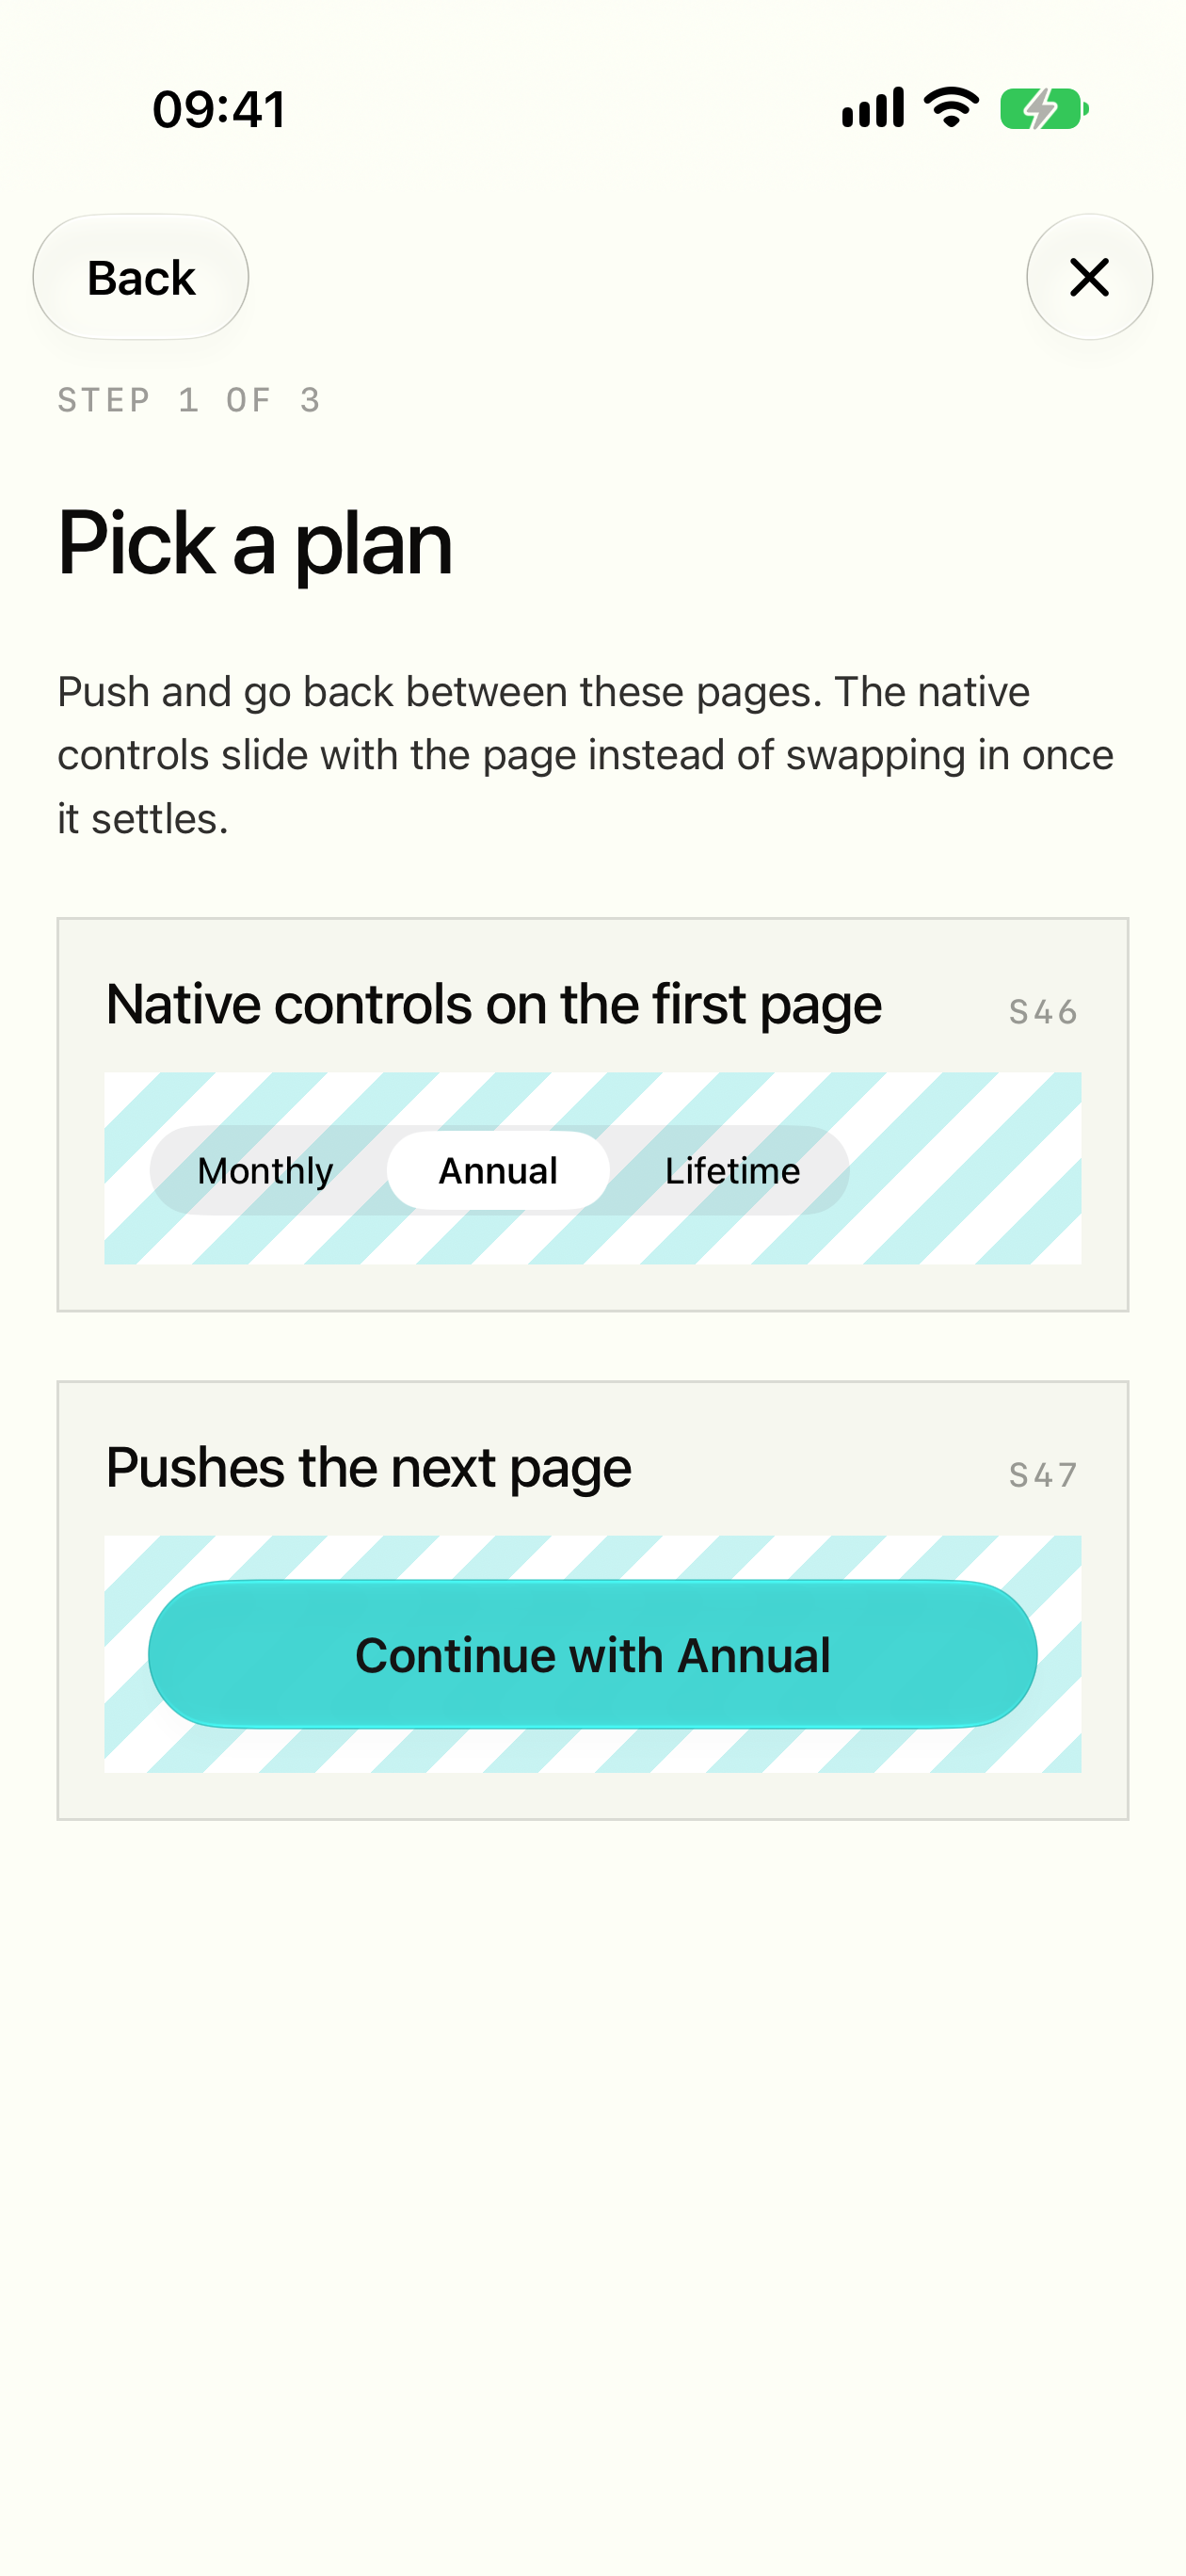 09:41
Back
STEP 1 OF 3
Pick a plan
Push and go back between these pages. The native
controls slide with the page instead of swapping in once
it settles.
Native controls on the first page S46
Monthly Annual Lifetime
Pushes the next page S47
Continue with Annual